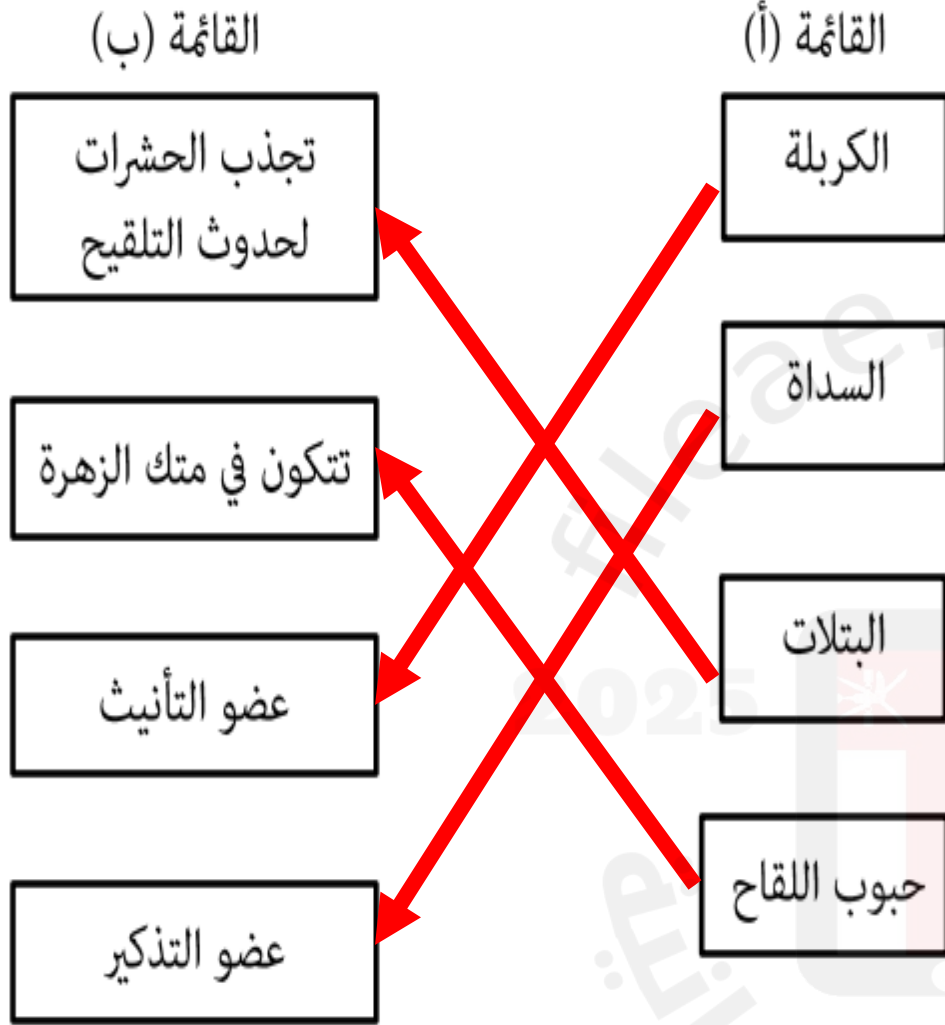 القائمة (أ)
القائمة (ب)
الكربلة
تجذب الحشرات
لحدوث التلقيح
السداة
تتكون في متك الزهرة
البتلات
عضو التأنيث
حبوب اللقاح
عضو التذكير
2025